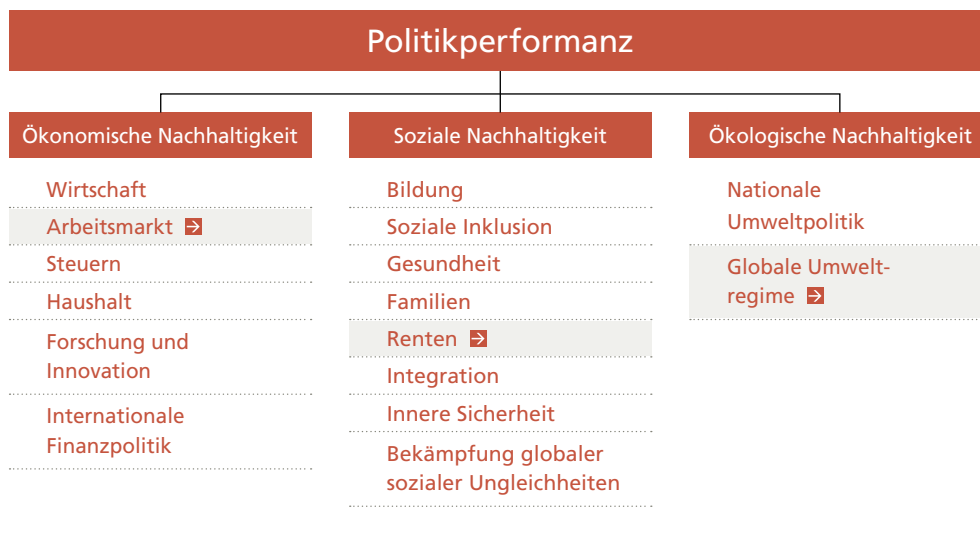 Politikperformanz
Ökonomische Nachhaltigkeit
Wirtschaft
Arbeitsmarkt
Steuern
Haushalt
Forschung und
Innovation
Internationale
Finanzpolitik
Soziale Nachhaltigkeit
Bildung
Soziale Inklusion
Gesundheit
Familien
Renten
Integration
Innere Sicherheit
Bekämpfung globaler
sozialer Ungleichheiten
Ökologische Nachhaltigkeit
Nationale
Umweltpolitik
Globale Umwelt-
regime